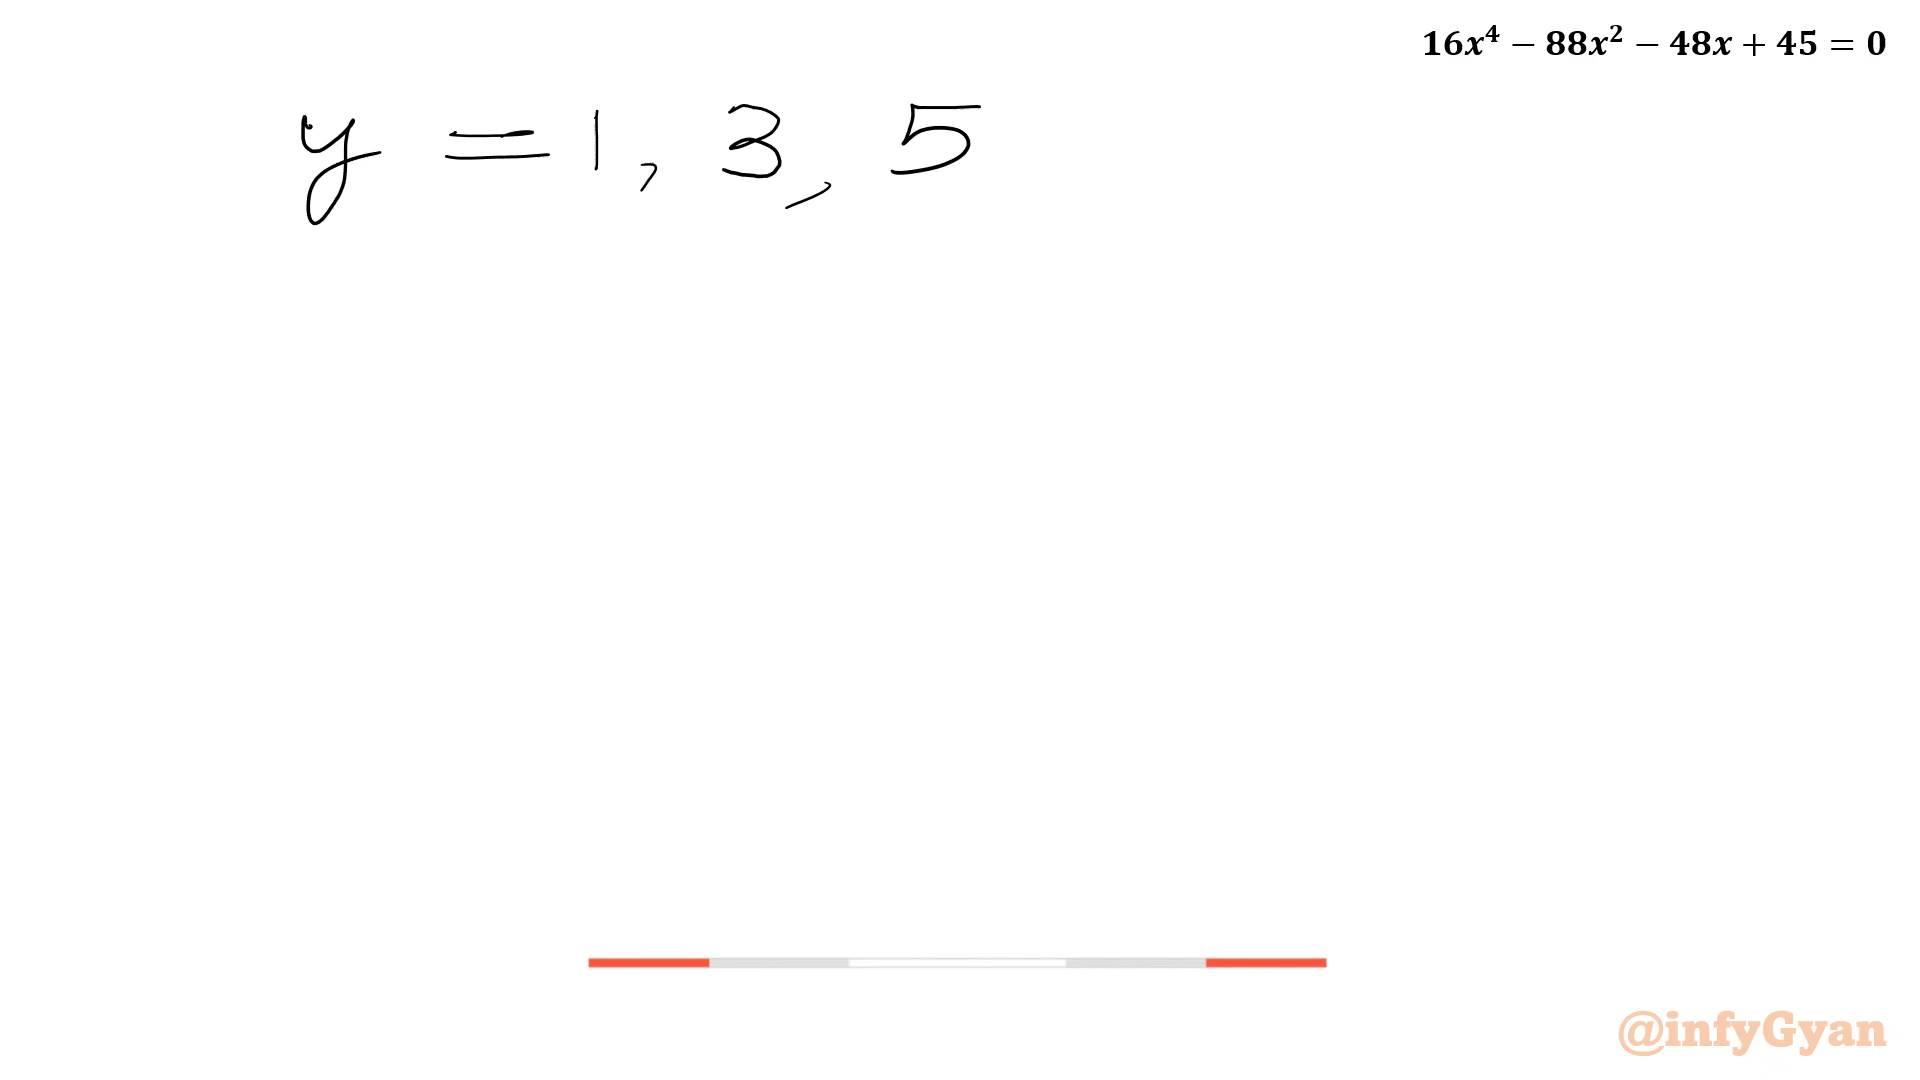 16x⁴ − 88x² − 48x + 45 = 0
y = 1, 3, 5
@infyGyan